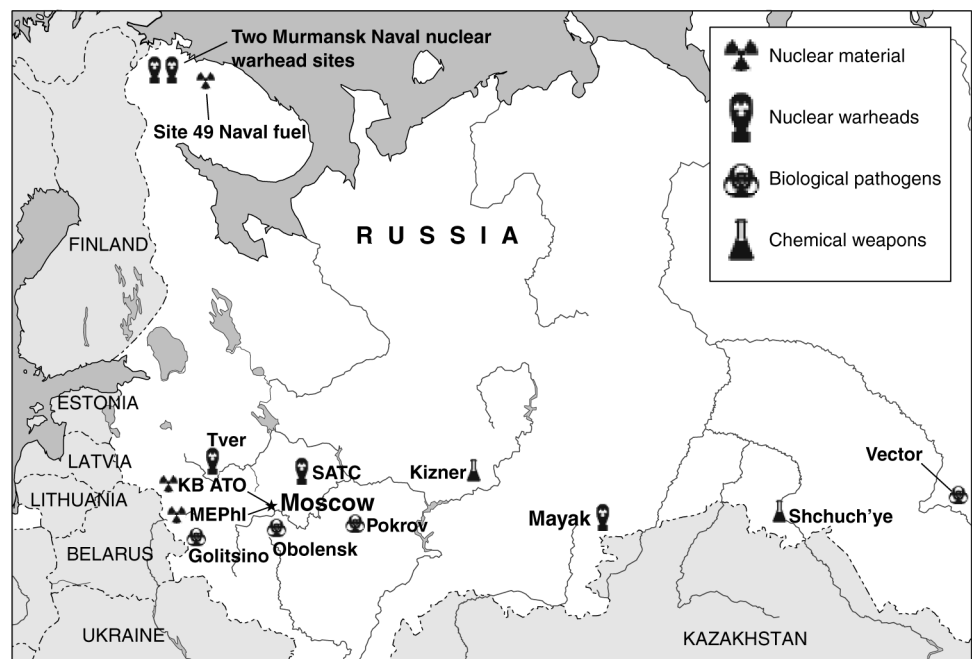 Two Murmansk Naval nuclear
warhead sites
Site 49 Naval fuel
Nuclear material
Nuclear warheads
Biological pathogens
Chemical weapons
RUSSIA
FINLAND
ESTONIA
LATVIA
LITHUANIA
BELARUS
UKRAINE
KAZAKHSTAN
Tver
SATC
Kizner
KB ATO
Moscow
MEPhI
Golitsino
Obolensk
Pokrov
Mayak
Shchuch'ye
Vector